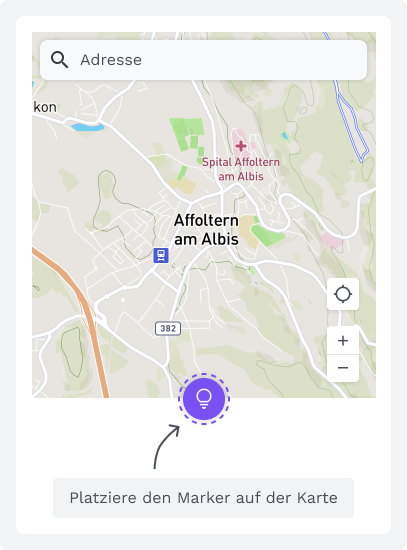 Adresse
kon
Spital Affoltern
am Albis
Affoltern
am Albis
382
+
−
Platziere den Marker auf der Karte